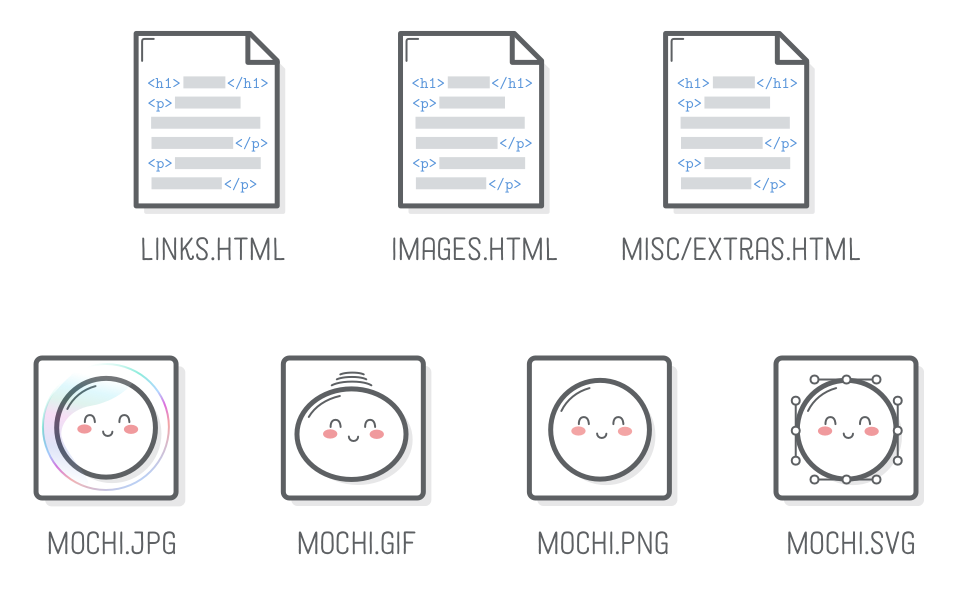 <h1> </h1>
<p>
</p>
<p>
</p>
LINKS.HTML
<h1> </h1>
<p>
</p>
<p>
</p>
IMAGES.HTML
<h1> </h1>
<p>
</p>
<p>
</p>
MISC/EXTRAS.HTML
MOCHI.JPG
MOCHI.GIF
MOCHI.PNG
MOCHI.SVG